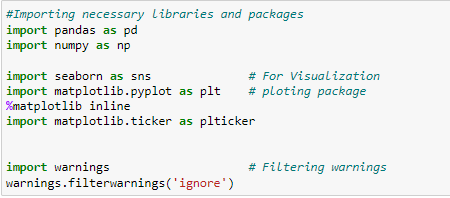 #Importing necessary libraries and packages
import pandas as pd
import numpy as np
import seaborn as sns # For Visualization
import matplotlib.pyplot as plt # ploting package
%matplotlib inline
import matplotlib.ticker as plticker
import warnings # Filtering warnings
warnings.filterwarnings('ignore')